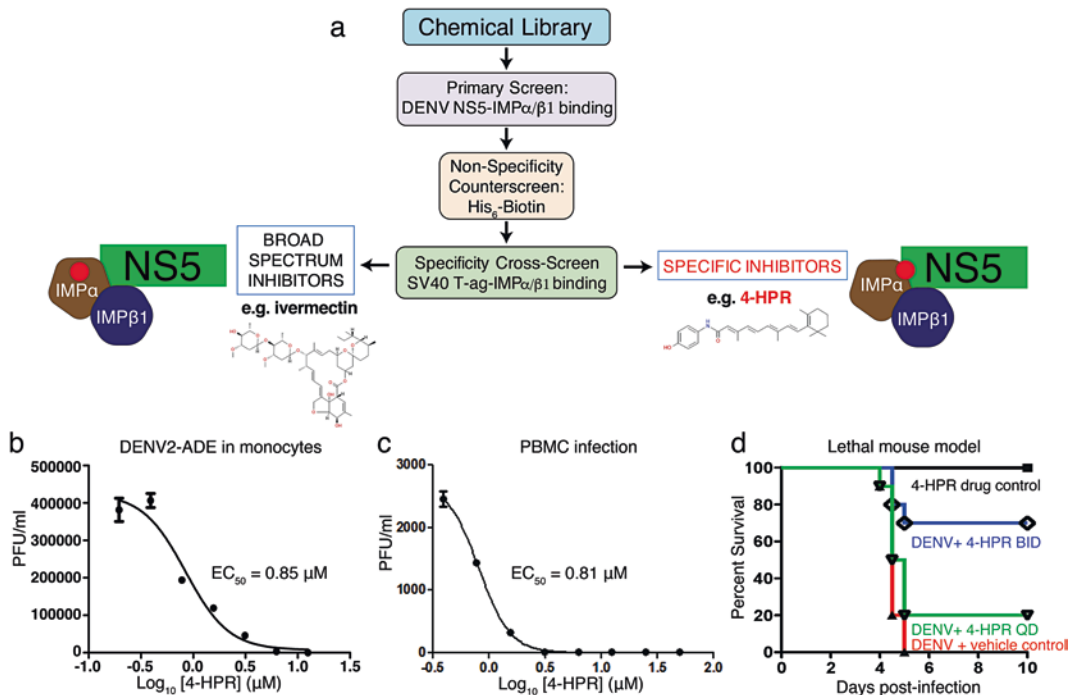 a
Chemical Library
Primary Screen:
DENV NS5-IMPα/β1 binding
Non-Specificity
Counterscreen:
His₆-Biotin
NS5
IMPα
IMPβ1
BROAD
SPECTRUM
INHIBITORS
e.g. ivermectin
Specificity Cross-Screen
SV40 T-ag-IMPα/β1 binding
SPECIFIC INHIBITORS
e.g. 4-HPR
NS5
IMPα
IMPβ1
b
DENV2-ADE in monocytes
PFU/ml
500000
400000
300000
200000
100000
0
EC₅₀ = 0.85 µM
-1.0 -0.5 0.0 0.5 1.0 1.5
Log₁₀ [4-HPR] (µM)
c
PBMC infection
PFU/ml
3000
2000
1000
0
EC₅₀ = 0.81 µM
-0.5 0.0 0.5 1.0 1.5 2.0
Log₁₀ [4-HPR] (µM)
d
Lethal mouse model
Percent Survival
100
80
60
40
20
0
4-HPR drug control
DENV+ 4-HPR BID
DENV+ 4-HPR QD
DENV + vehicle control
0 2 4 6 8 10
Days post-infection